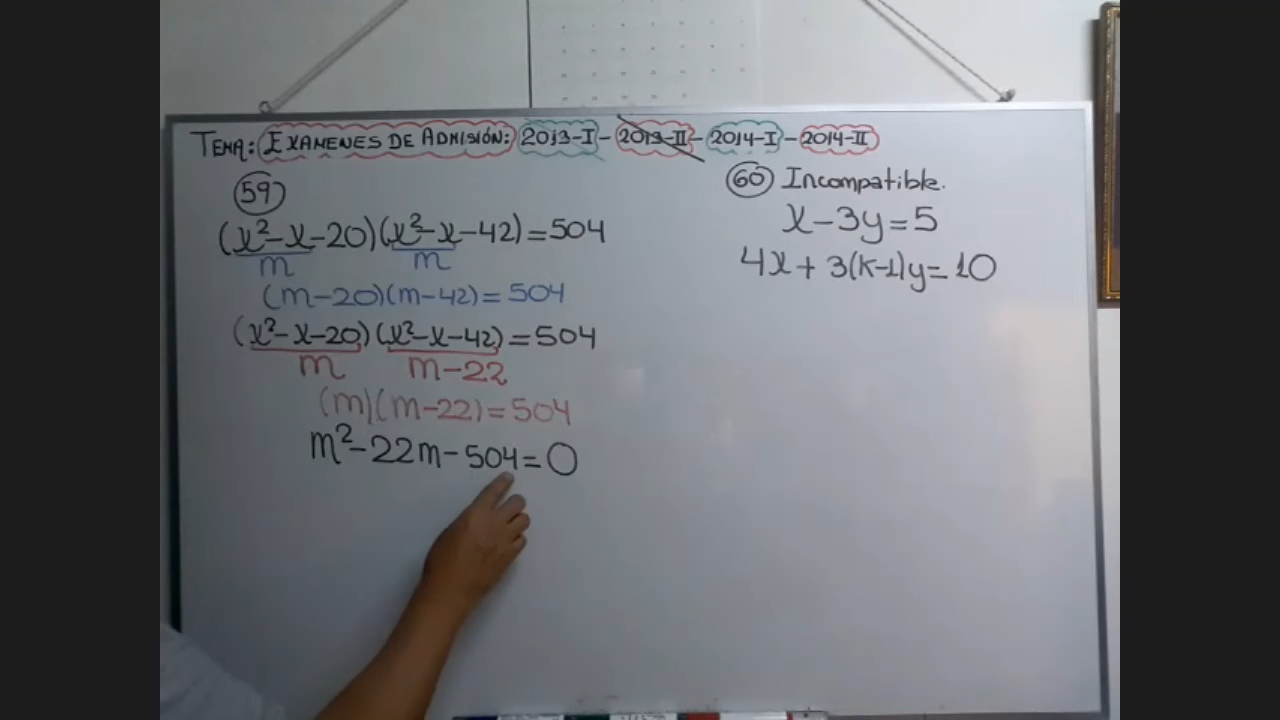 TEMA: EXAMENES DE ADMISIÓN: 2013-I - 2013-II - 2014-I - 2014-II
59
(x²-x-20)(x²-x-42)=504
m m
(m-20)(m-42)=504
(x²-x-20)(x²-x-42)=504
m m-22
(m)(m-22)=504
m²-22m-504=0
60 Incompatible.
x-3y=5
4x+3(k-1)y=10